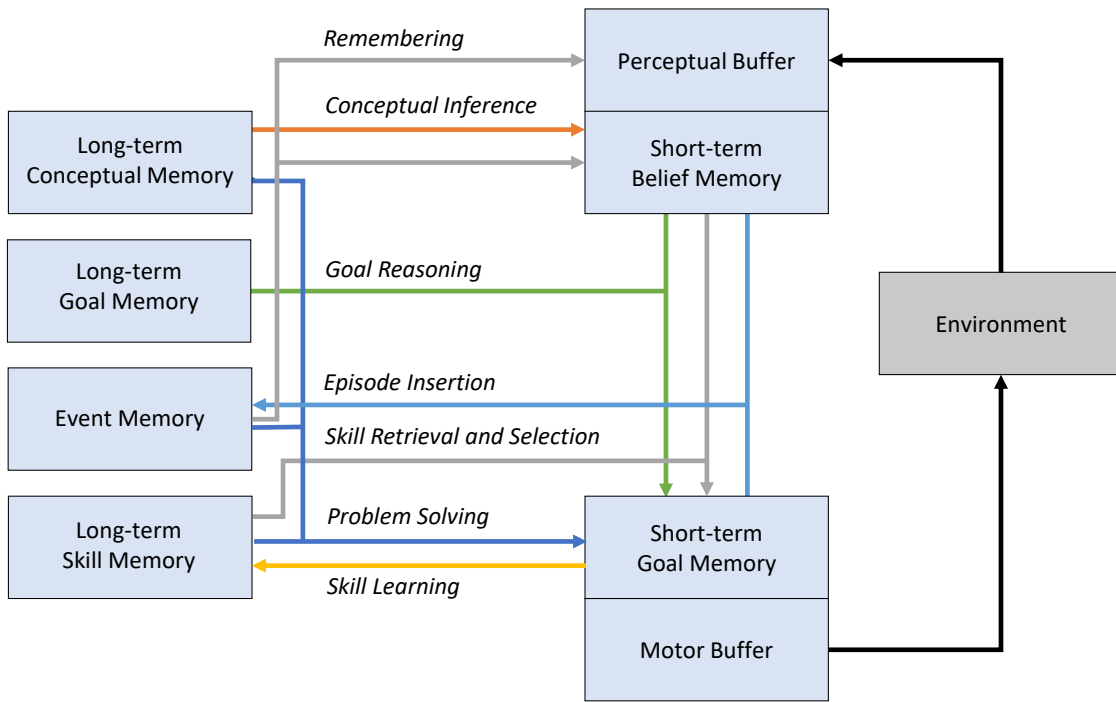 Remembering
Perceptual Buffer
Conceptual Inference
Long-term
Conceptual Memory
Short-term
Belief Memory
Long-term
Goal Memory
Goal Reasoning
Environment
Event Memory
Episode Insertion
Skill Retrieval and Selection
Long-term
Skill Memory
Problem Solving
Short-term
Goal Memory
Skill Learning
Motor Buffer